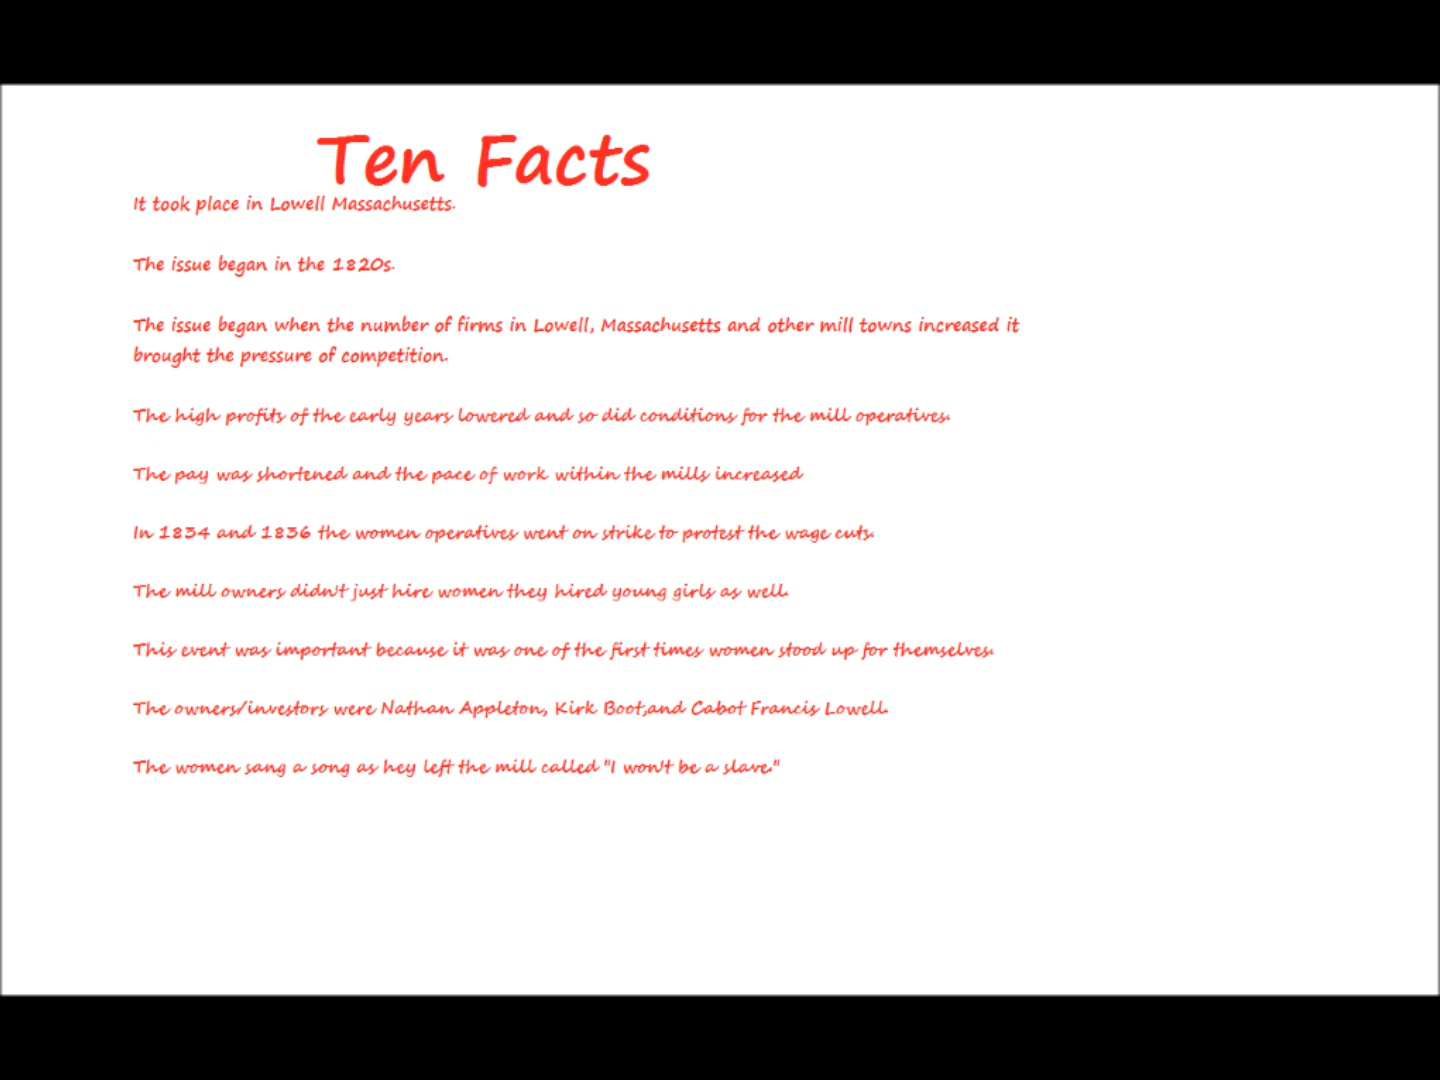 Ten Facts
It took place in Lowell Massachusetts.
The issue began in the 1820s.
The issue began when the number of firms in Lowell, Massachusetts and other mill towns increased it
brought the pressure of competition.
The high profits of the early years lowered and so did conditions for the mill operatives.
The pay was shortened and the pace of work within the mills increased
In 1834 and 1836 the women operatives went on strike to protest the wage cuts.
The mill owners didn't just hire women they hired young girls as well.
This event was important because it was one of the first times women stood up for themselves.
The owners/investors were Nathan Appleton, Kirk Boot,and Cabot Francis Lowell.
The women sang a song as hey left the mill called "I won't be a slave."